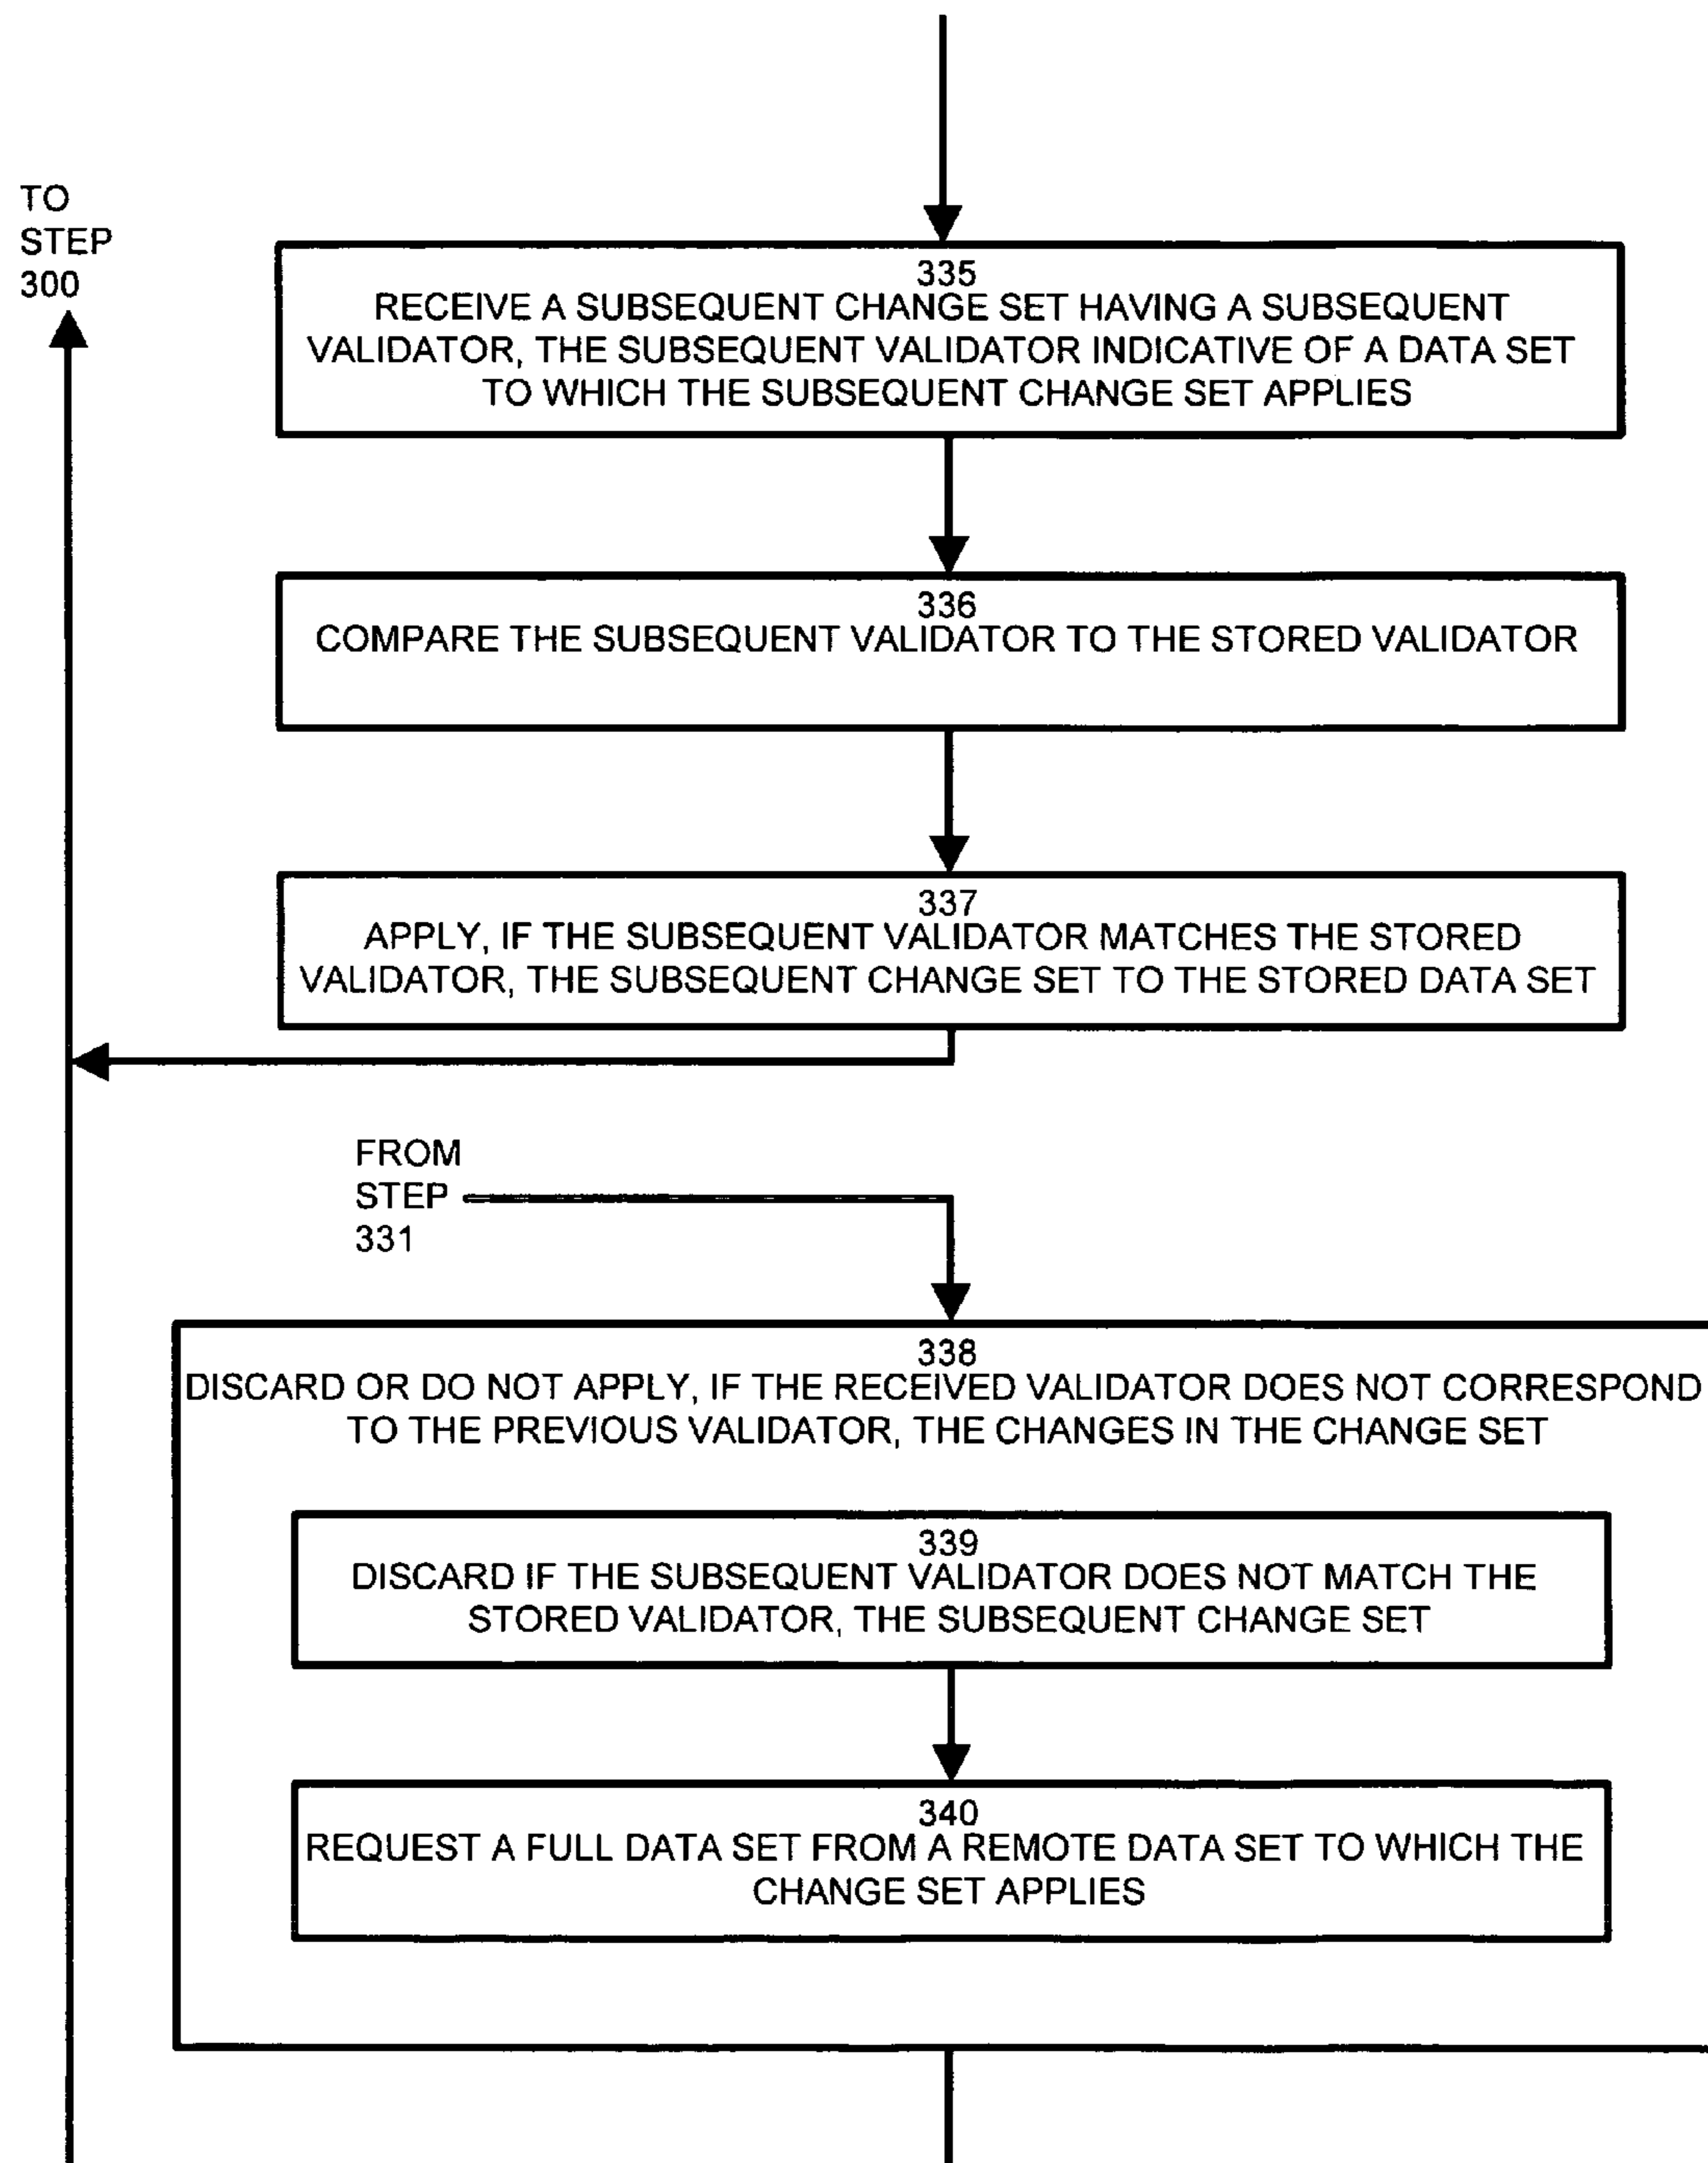 TO
STEP
300
335
RECEIVE A SUBSEQUENT CHANGE SET HAVING A SUBSEQUENT
VALIDATOR, THE SUBSEQUENT VALIDATOR INDICATIVE OF A DATA SET
TO WHICH THE SUBSEQUENT CHANGE SET APPLIES
336
COMPARE THE SUBSEQUENT VALIDATOR TO THE STORED VALIDATOR
337
APPLY, IF THE SUBSEQUENT VALIDATOR MATCHES THE STORED
VALIDATOR, THE SUBSEQUENT CHANGE SET TO THE STORED DATA SET
FROM
STEP
331
338
DISCARD OR DO NOT APPLY, IF THE RECEIVED VALIDATOR DOES NOT CORRESPOND
TO THE PREVIOUS VALIDATOR, THE CHANGES IN THE CHANGE SET
339
DISCARD IF THE SUBSEQUENT VALIDATOR DOES NOT MATCH THE
STORED VALIDATOR, THE SUBSEQUENT CHANGE SET
340
REQUEST A FULL DATA SET FROM A REMOTE DATA SET TO WHICH THE
CHANGE SET APPLIES